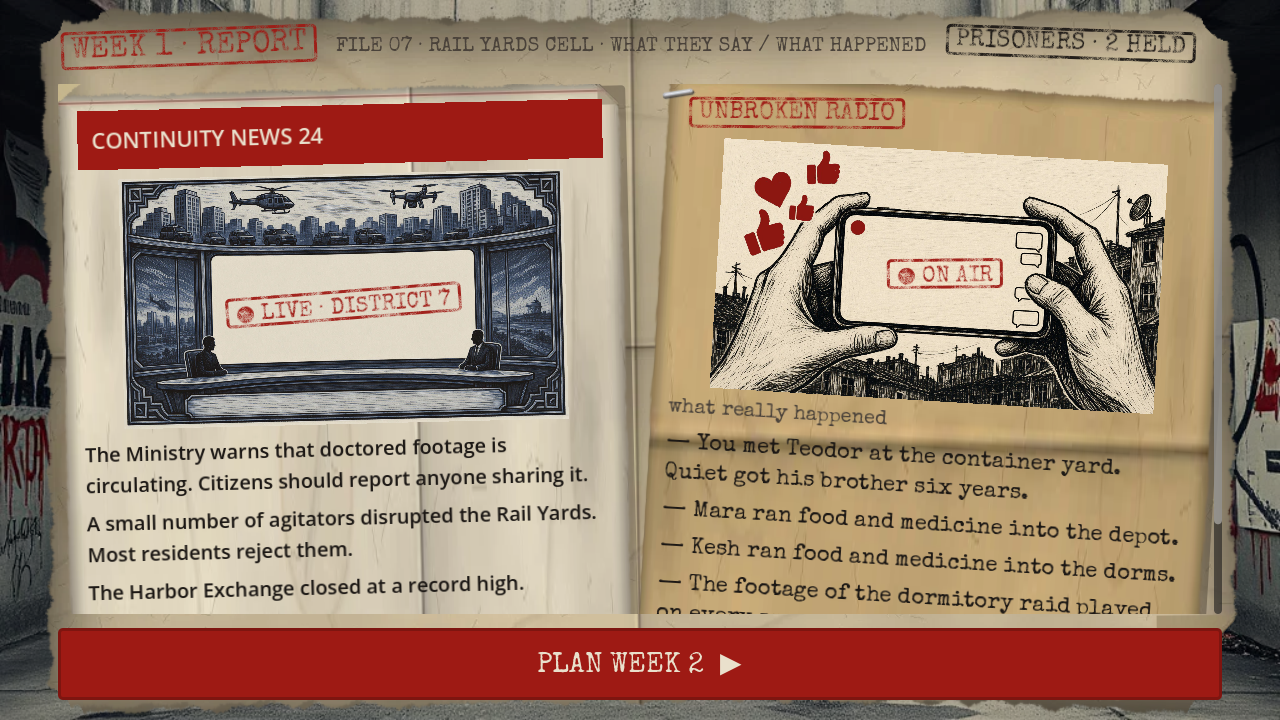 WEEK 1 · REPORT
FILE 07 · RAIL YARDS CELL · WHAT THEY SAY / WHAT HAPPENED
PRISONERS · 2 HELD
CONTINUITY NEWS 24
LIVE · DISTRICT 7
The Ministry warns that doctored footage is
circulating. Citizens should report anyone sharing it.
A small number of agitators disrupted the Rail Yards.
Most residents reject them.
The Harbor Exchange closed at a record high.
UNBROKEN RADIO
ON AIR
what really happened
— You met Teodor at the container yard.
Quiet got his brother six years.
— Mara ran food and medicine into the depot.
— Kesh ran food and medicine into the dorms.
— The footage of the dormitory raid played
on every
PLAN WEEK 2 ▶